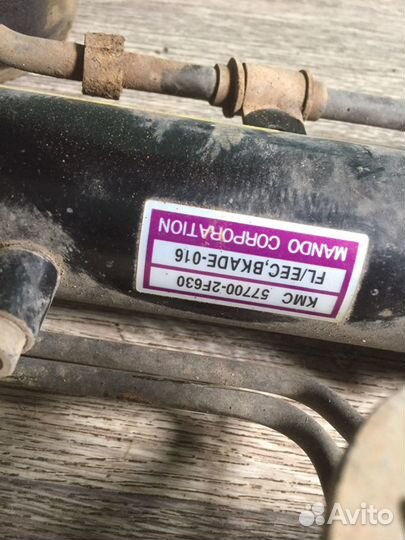 KMC 57700-2F630
FL/EEC,BKADE-016
MANDO CORPORATION
Avito